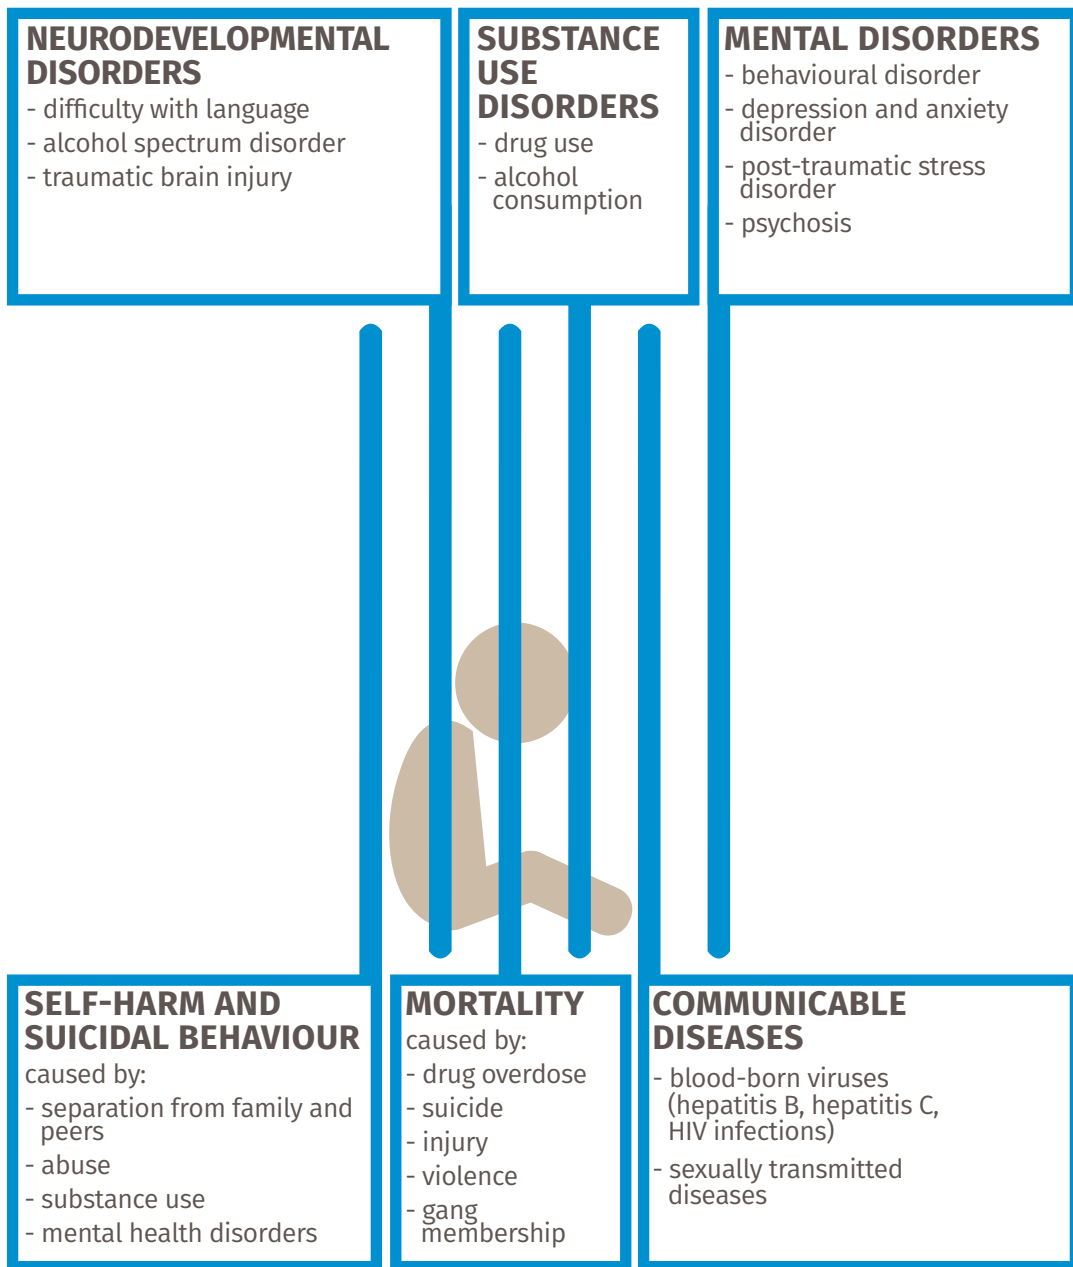 NEURODEVELOPMENTAL
DISORDERS
- difficulty with language
- alcohol spectrum disorder
- traumatic brain injury
SUBSTANCE
USE
DISORDERS
- drug use
- alcohol
consumption
MENTAL DISORDERS
- behavioural disorder
- depression and anxiety
disorder
- post-traumatic stress
disorder
- psychosis
SELF-HARM AND
SUICIDAL BEHAVIOUR
caused by:
- separation from family and
peers
- abuse
- substance use
- mental health disorders
MORTALITY
caused by:
- drug overdose
- suicide
- injury
- violence
- gang
membership
COMMUNICABLE
DISEASES
- blood-born viruses
(hepatitis B, hepatitis C,
HIV infections)
- sexually transmitted
diseases